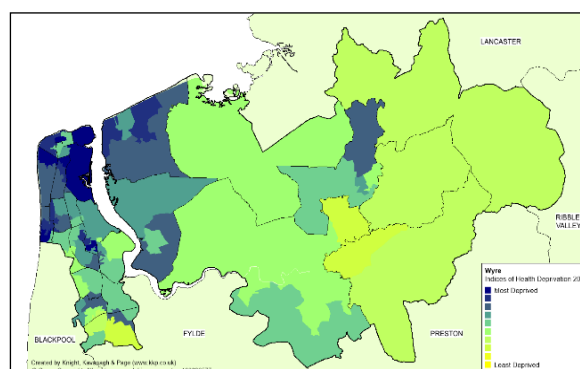 LANCASTER
RIBBLE
VALLEY
Wyre
Indices of Health Deprivation 20
Most Deprived
Least Deprived
BLACKPOOL
FYLDE
PRESTON
Created by Knight, Kavanagh & Page (www.kkp.co.uk)